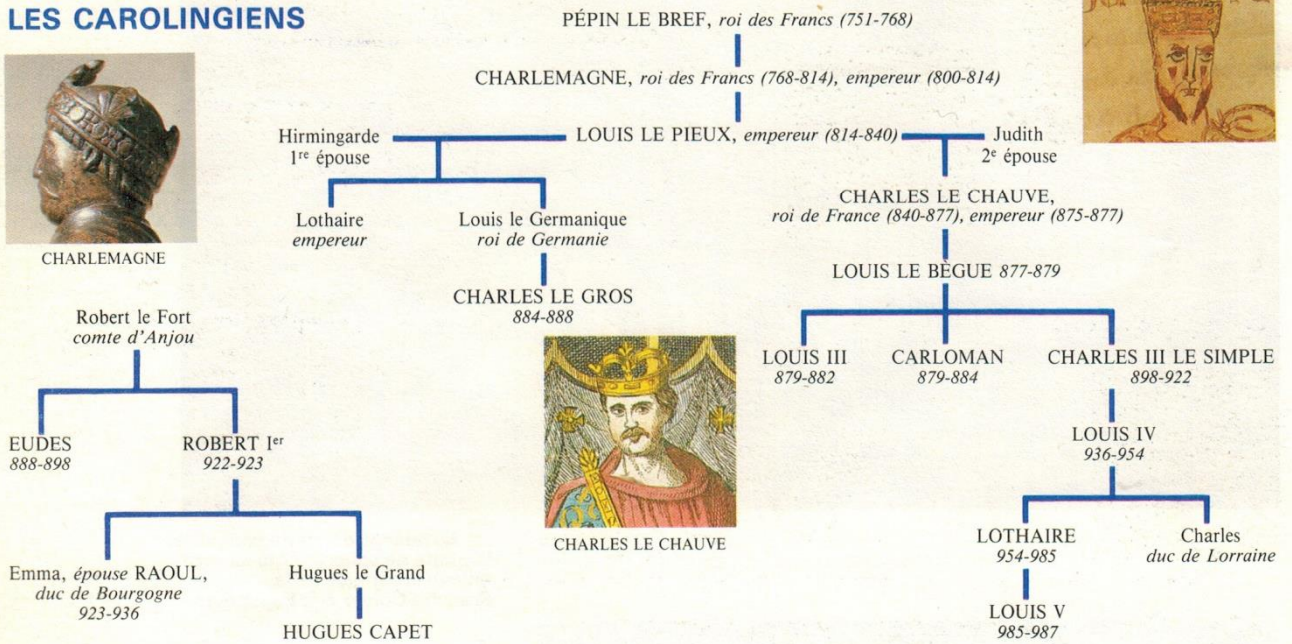 LES CAROLINGIENS
PÉPIN LE BREF, roi des Francs (751-768)
CHARLEMAGNE, roi des Francs (768-814), empereur (800-814)
Hirmingarde
1re épouse
LOUIS LE PIEUX, empereur (814-840)
Judith
2e épouse
CHARLES LE CHAUVE,
roi de France (840-877), empereur (875-877)
Lothaire
empereur
Louis le Germanique
roi de Germanie
CHARLEMAGNE
LOUIS LE BÈGUE 877-879
CHARLES LE GROS
884-888
Robert le Fort
comte d'Anjou
LOUIS III
879-882
CARLOMAN
879-884
CHARLES III LE SIMPLE
898-922
EUDES
888-898
ROBERT Ier
922-923
LOUIS IV
936-954
CHARLES LE CHAUVE
LOTHAIRE
954-985
Charles
duc de Lorraine
Emma, épouse RAOUL,
duc de Bourgogne
923-936
Hugues le Grand
HUGUES CAPET
LOUIS V
985-987